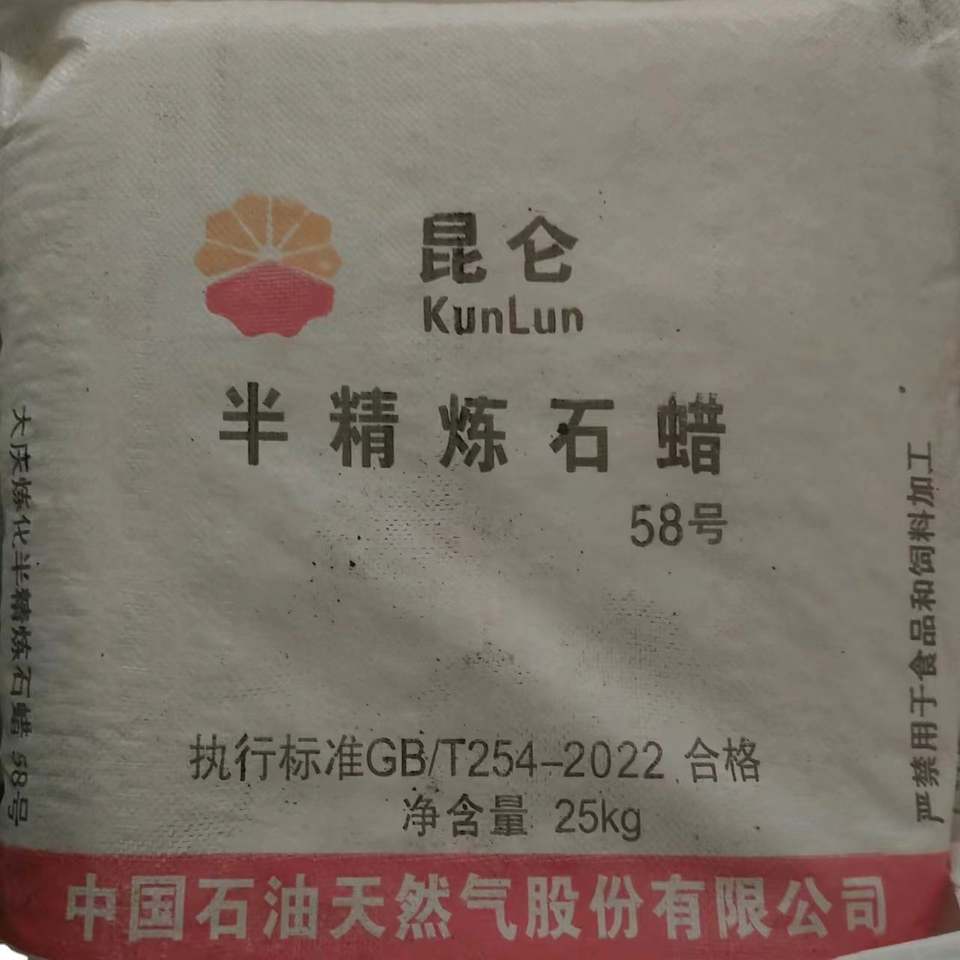 昆仑
KunLun
半精炼石蜡
58号
大庆炼化半精炼石蜡 58号
严禁用于食品和饲料加工
执行标准GB/T254-2022 合格
净含量 25kg
中国石油天然气股份有限公司